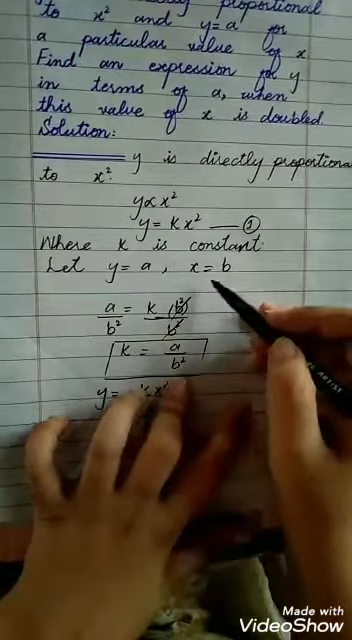 proportional
to x² and y=a for
a particular value of x
Find an expression for y
in terms of a, when
this value of x is doubled
Solution:
y is directly proportional
to x².
y∝x²
y = Kx² — ①
Where K is constant.
Let y = a , x = b
a/b² = K (b²)/b²
K = a/b²
y =
ARTIST
Made with
VideoShow